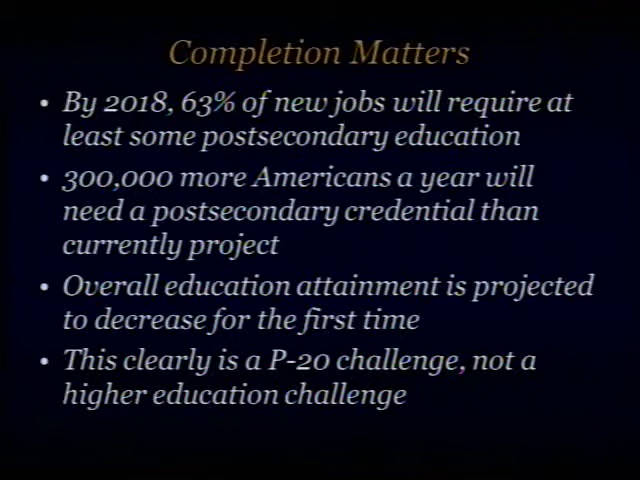 Completion Matters
• By 2018, 63% of new jobs will require at
least some postsecondary education
• 300,000 more Americans a year will
need a postsecondary credential than
currently project
• Overall education attainment is projected
to decrease for the first time
• This clearly is a P-20 challenge, not a
higher education challenge